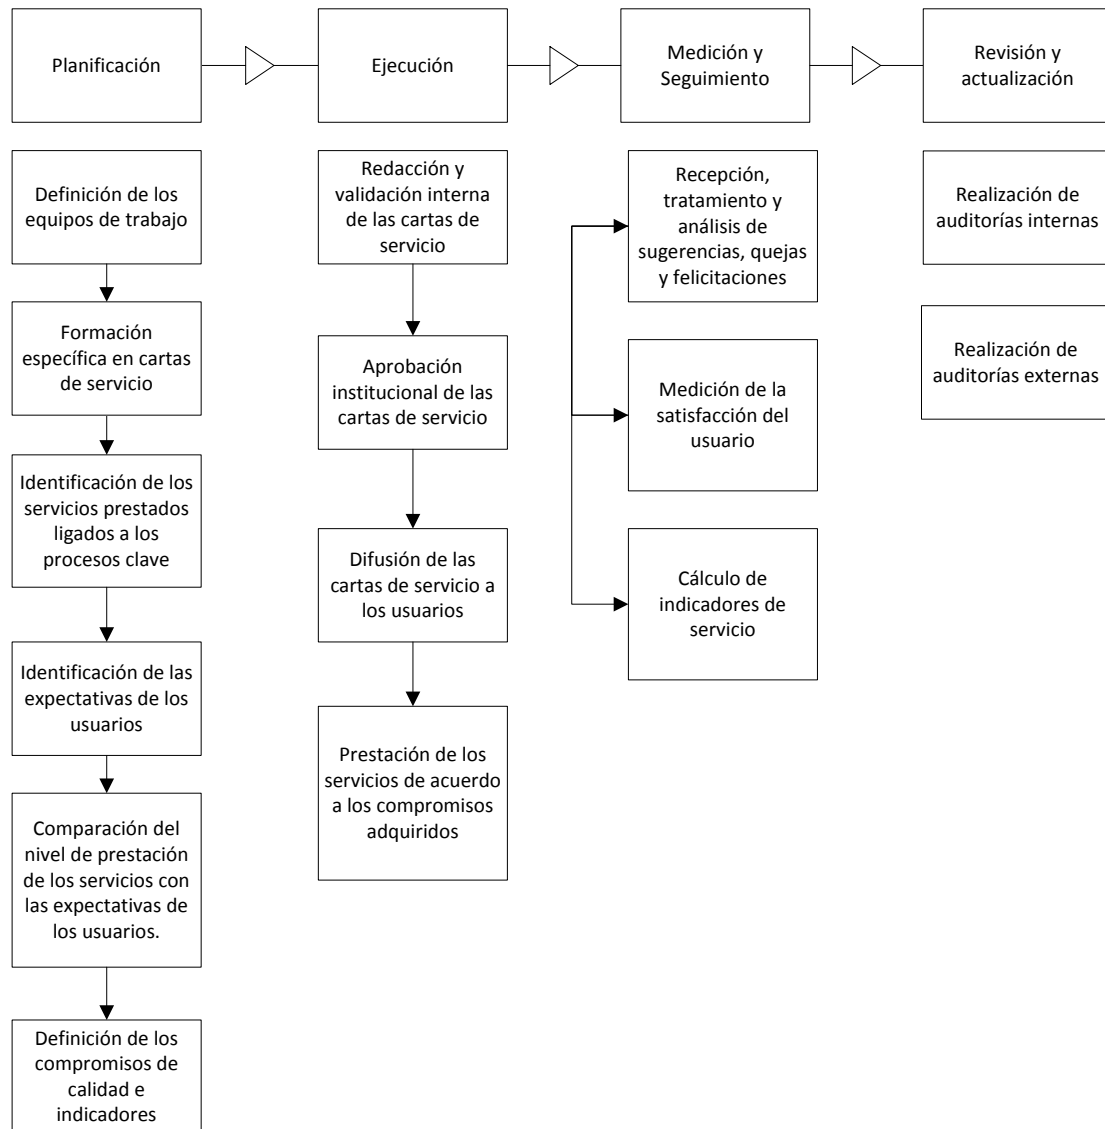 Planificación
Ejecución
Medición y
Seguimiento
Revisión y
actualización
Definición de los
equipos de trabajo
Formación
específica en cartas
de servicio
Identificación de los
servicios prestados
ligados a los
procesos clave
Identificación de las
expectativas de los
usuarios
Comparación del
nivel de prestación
de los servicios con
las expectativas de
los usuarios.
Definición de los
compromisos de
calidad e
indicadores
Redacción y
validación interna
de las cartas de
servicio
Aprobación
institucional de las
cartas de servicio
Difusión de las
cartas de servicio a
los usuarios
Prestación de los
servicios de acuerdo
a los compromisos
adquiridos
Recepción,
tratamiento y
análisis de
sugerencias, quejas
y felicitaciones
Medición de la
satisfacción del
usuario
Cálculo de
indicadores de
servicio
Realización de
auditorías internas
Realización de
auditorías externas